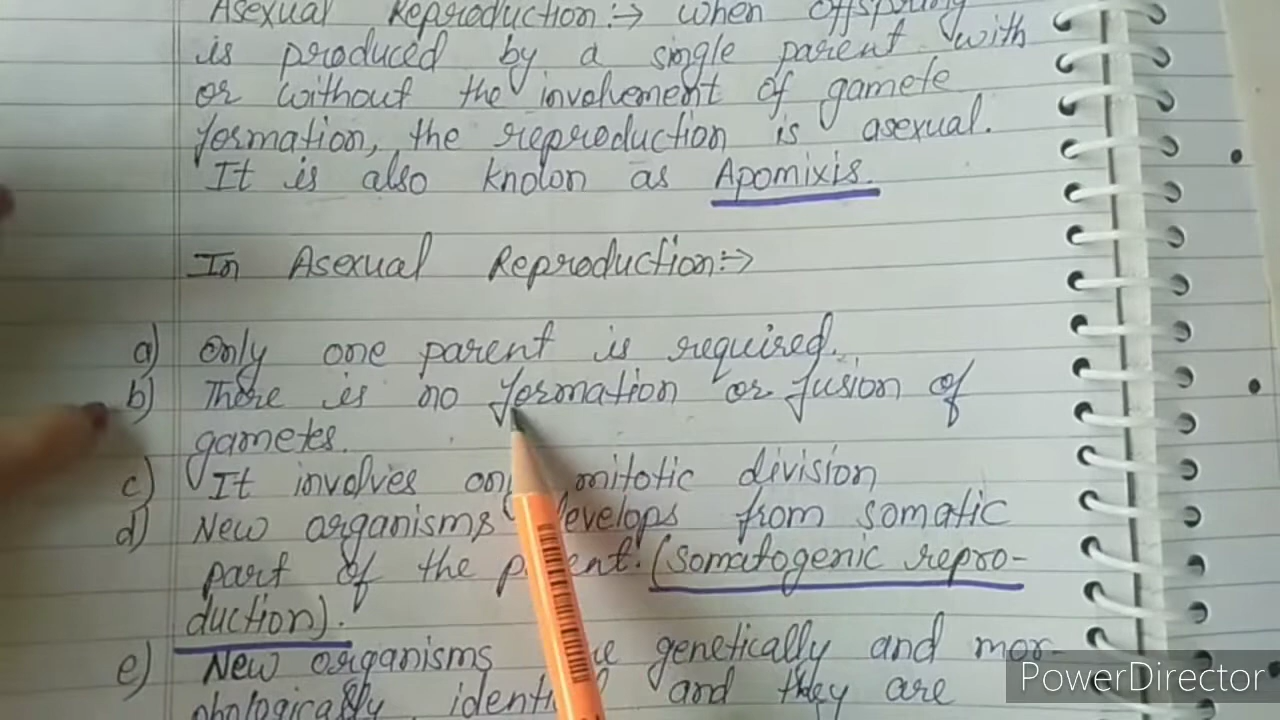 Asexual Reproduction:→ When offspring
is produced by a single parent with
or without the involvement of gamete
formation, the reproduction is asexual.
It is also known as Apomixis.
In Asexual Reproduction:→
a) Only one parent is required.
b) There is no formation or fusion of
gametes.
c) It involves mitotic division
d) New organisms develops from somatic
part of the parent. (somatogenic repro-
duction).
e) New organisms genetically and mor-
phologically and they are
PowerDirector